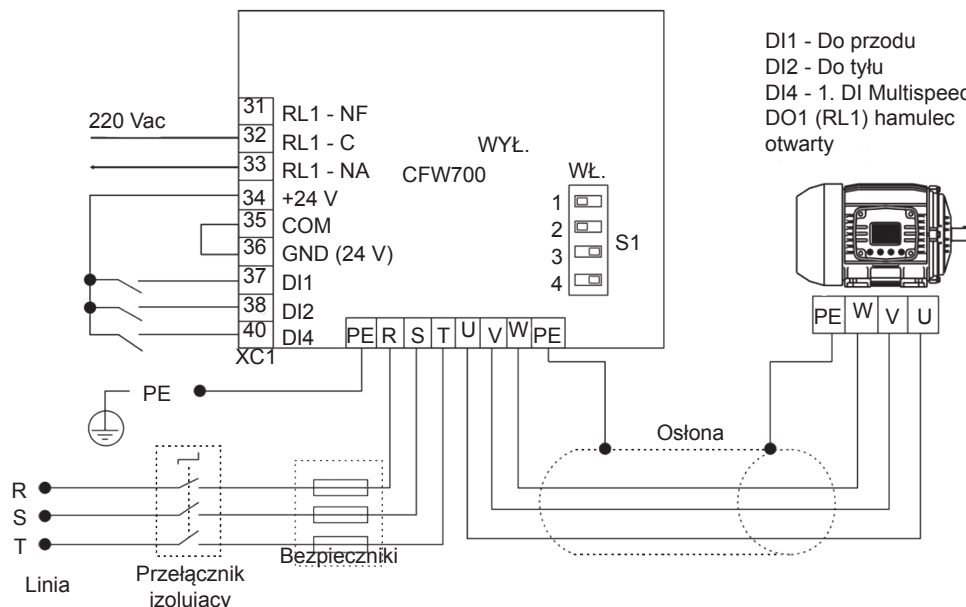 DI1 - Do przodu
DI2 - Do tyłu
DI4 - 1. DI Multispeed
DO1 (RL1) hamulec
otwarty
220 Vac
31 RL1 - NF
32 RL1 - C
33 RL1 - NA
34 +24 V
35 COM
36 GND (24 V)
37 DI1
38 DI2
40 DI4
XC1
WYŁ.
CFW700
WŁ.
1
2
3
4
S1
PE R S T U V W PE
PE W V U
PE
Osłona
R
S
T
Bezpieczniki
Linia
Przełącznik
izolujący